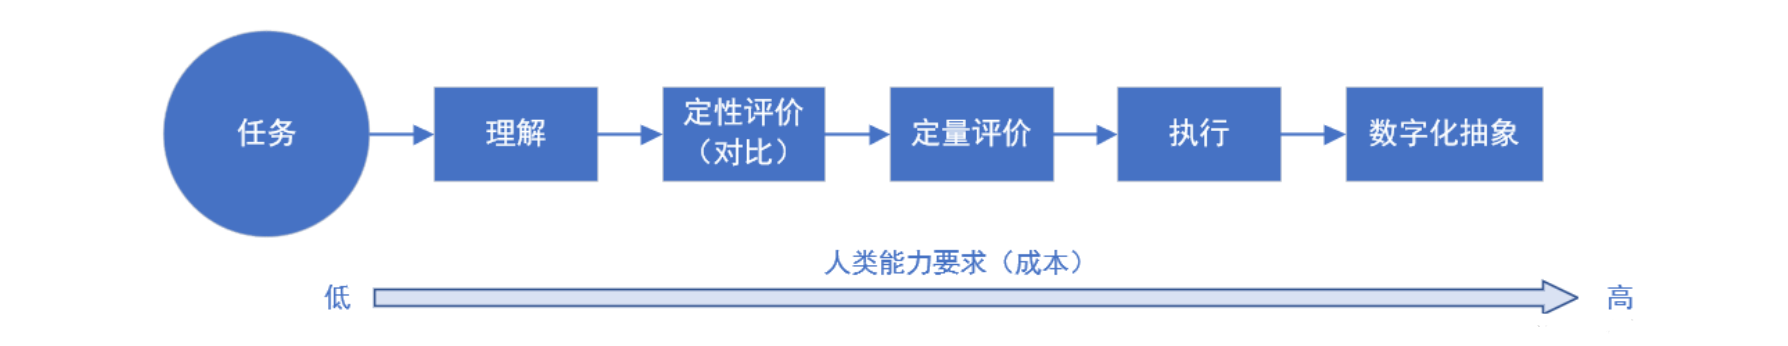 任务
理解
定性评价
（对比）
定量评价
执行
数字化抽象
人类能力要求（成本）
低
高